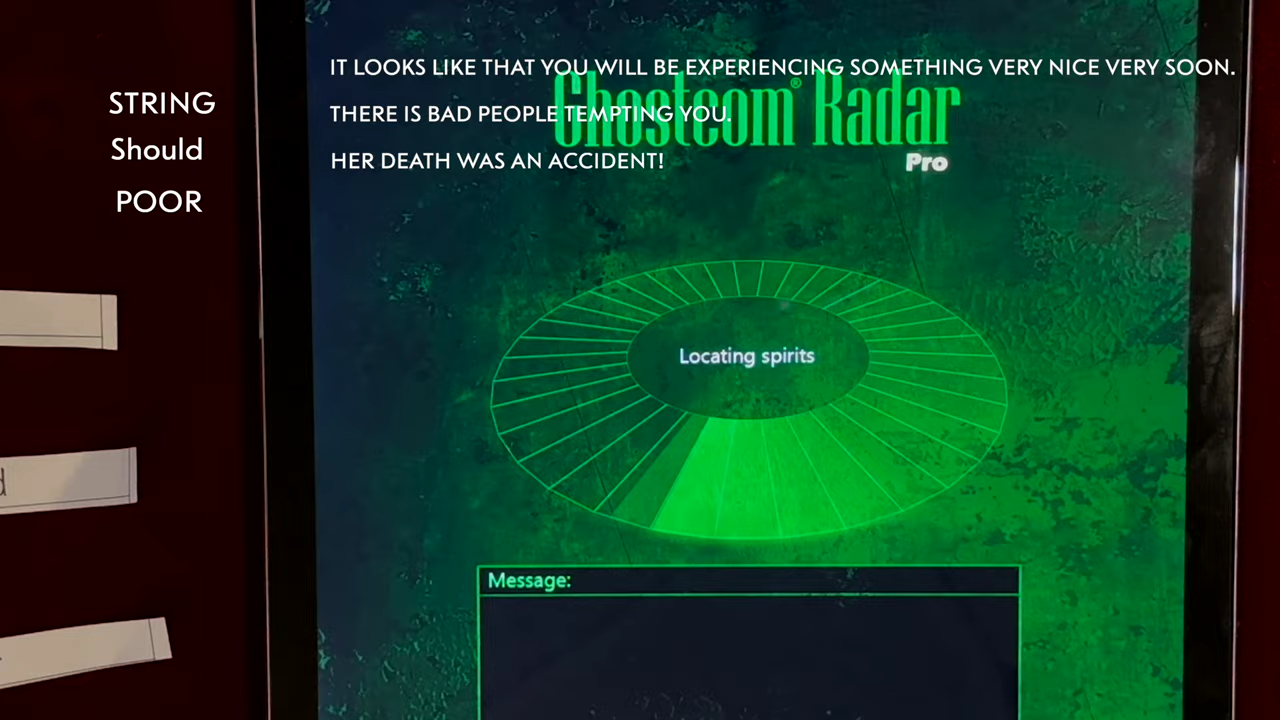 IT LOOKS LIKE THAT YOU WILL BE EXPERIENCING SOMETHING VERY NICE VERY SOON.
THERE IS BAD PEOPLE TEMPTING YOU.
HER DEATH WAS AN ACCIDENT!
STRING
Should
POOR
Ghostcom® Radar
Pro
Locating spirits
Message:
d